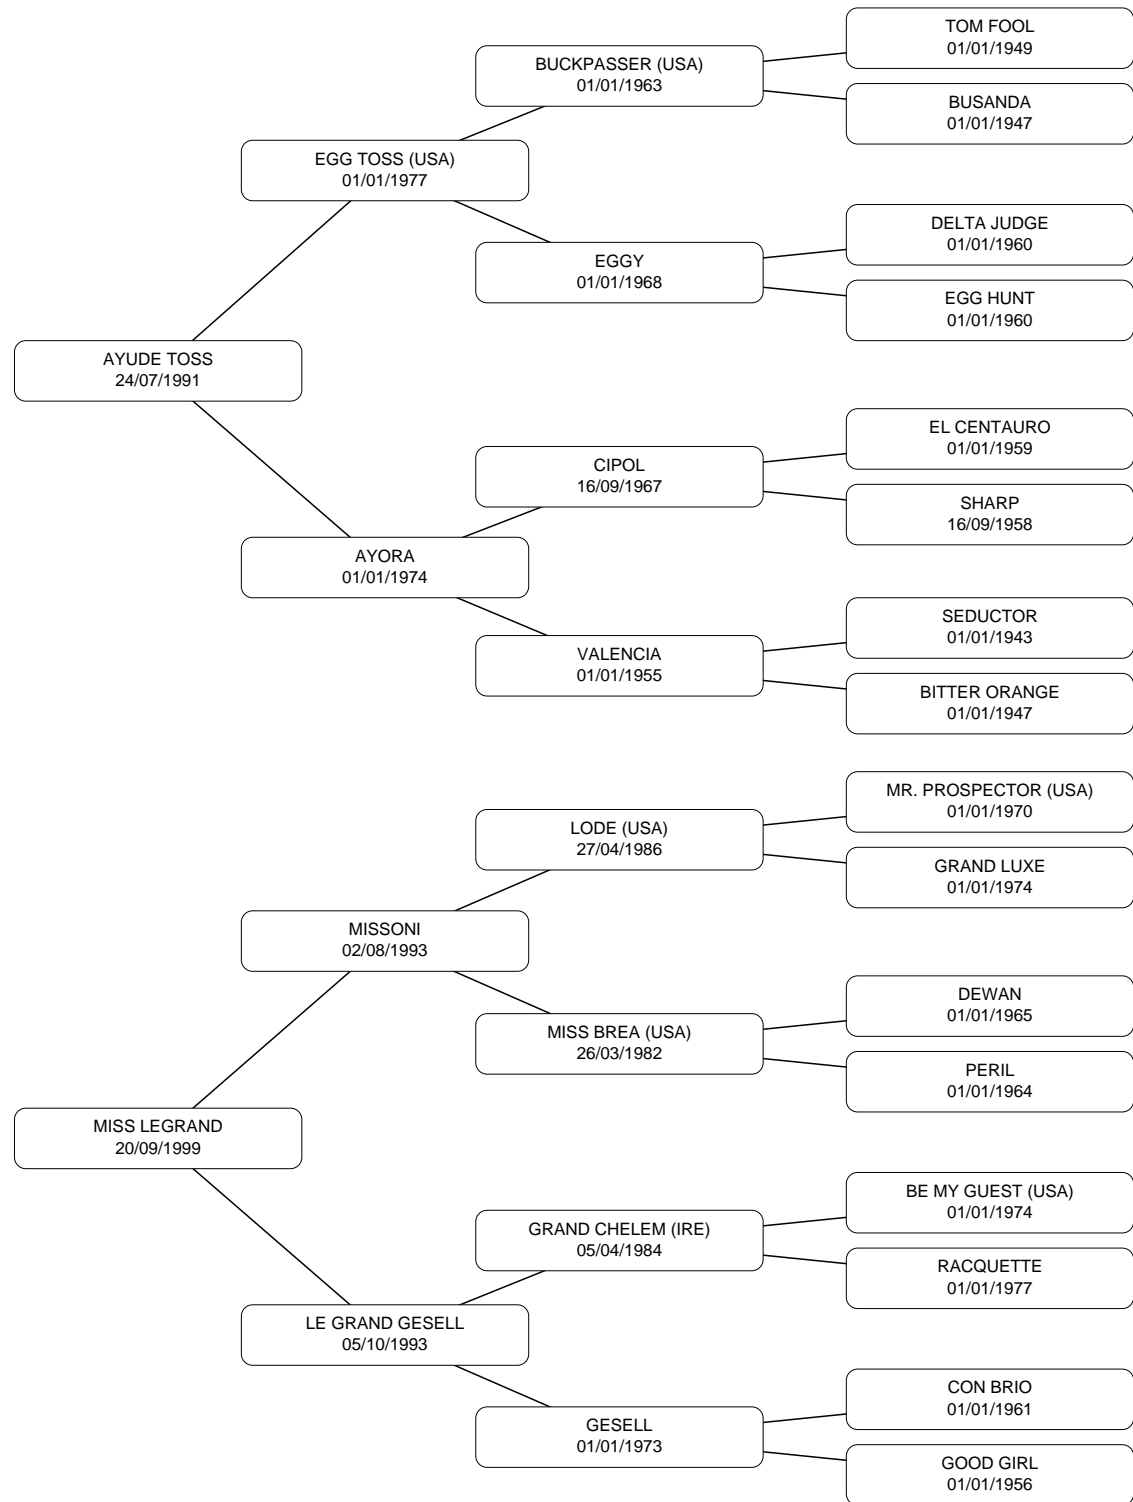 TOM FOOL
01/01/1949
BUCKPASSER (USA)
01/01/1963
BUSANDA
01/01/1947
EGG TOSS (USA)
01/01/1977
DELTA JUDGE
01/01/1960
EGGY
01/01/1968
EGG HUNT
01/01/1960
AYUDE TOSS
24/07/1991
EL CENTAURO
01/01/1959
CIPOL
16/09/1967
SHARP
16/09/1958
AYORA
01/01/1974
SEDUCTOR
01/01/1943
VALENCIA
01/01/1955
BITTER ORANGE
01/01/1947
MR. PROSPECTOR (USA)
01/01/1970
LODE (USA)
27/04/1986
GRAND LUXE
01/01/1974
MISSONI
02/08/1993
DEWAN
01/01/1965
MISS BREA (USA)
26/03/1982
PERIL
01/01/1964
MISS LEGRAND
20/09/1999
BE MY GUEST (USA)
01/01/1974
GRAND CHELEM (IRE)
05/04/1984
RACQUETTE
01/01/1977
LE GRAND GESELL
05/10/1993
CON BRIO
01/01/1961
GESELL
01/01/1973
GOOD GIRL
01/01/1956